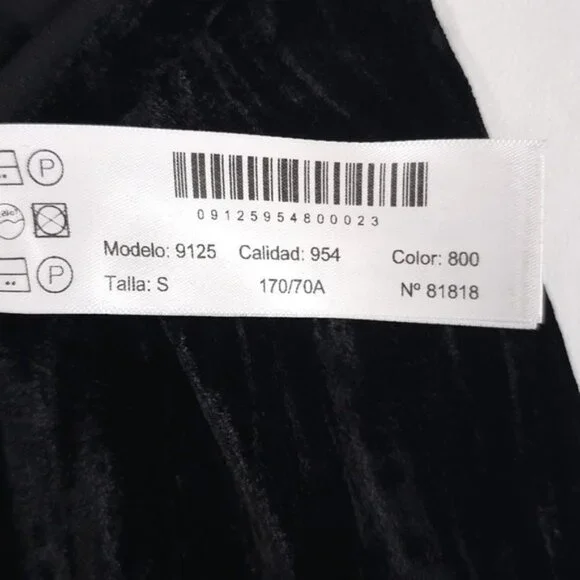 09125954800023
Modelo: 9125 Calidad: 954 Color: 800
Talla: S 170/70A Nº 81818
P
P